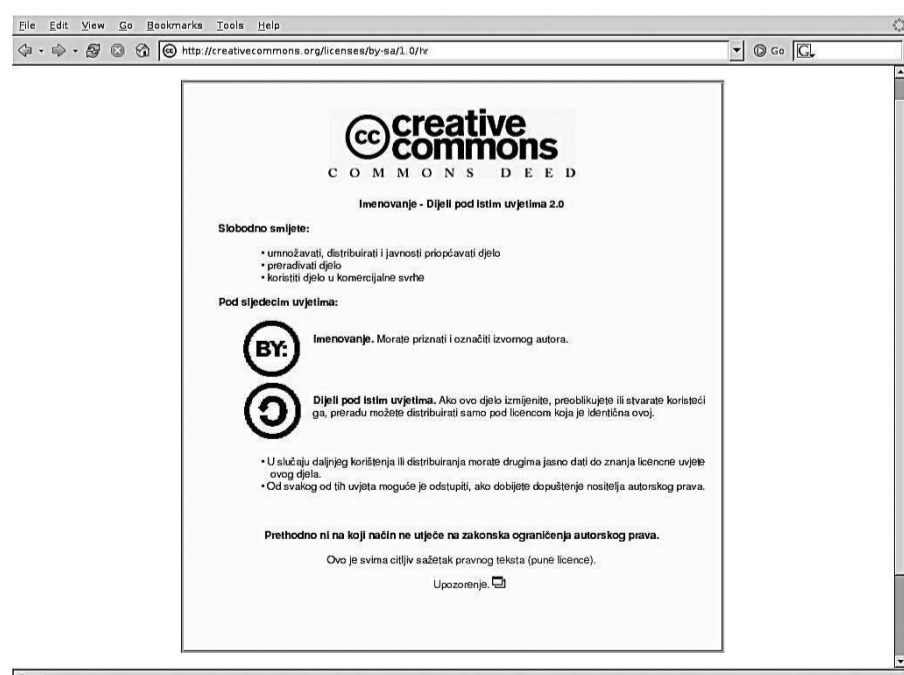 File Edit View Go Bookmarks Tools Help
http://creativecommons.org/licenses/by-sa/1.0/hr Go G
cc creative
commons
COMMONS DEED
Imenovanje - Dijeli pod istim uvjetima 2.0
Slobodno smijete:
• umnožavati, distribuirati i javnosti priopćavati djelo
• prerađivati djelo
• koristiti djelo u komercijalne svrhe
Pod sljedecim uvjetima:
BY: Imenovanje. Morate priznati i označiti izvornog autora.
Dijeli pod istim uvjetima. Ako ovo djelo izmijenite, preoblikujete ili stvarate koristeći
ga, preradu možete distribuirati samo pod licencom koja je identična ovoj.
• U slučaju daljnjeg korištenja ili distribuiranja morate drugima jasno dati do znanja licencne uvjete
ovog djela.
• Od svakog od tih uvjeta moguće je odstupiti, ako dobijete dopuštenje nositelja autorskog prava.
Prethodno ni na koji način ne utječe na zakonska ograničenja autorskog prava.
Ovo je svima citljiv sažetak pravnog teksta (pune licence).
Upozorenje.